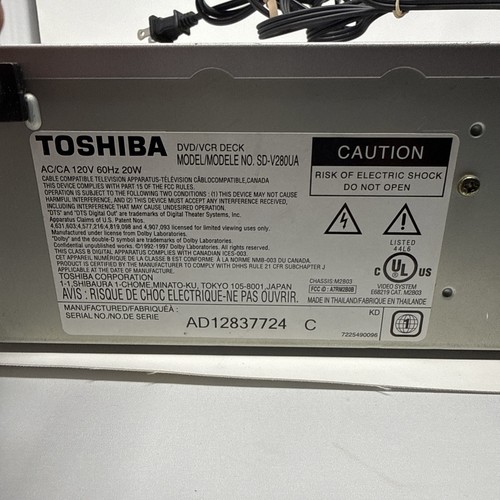 TOSHIBA
DVD/VCR DECK
MODEL/MODELE NO. SD-V280UA
AC/CA 120V 60Hz 20W
CABLE COMPATIBLE TELEVISION APPARATUS-TÉLÉVISION CÂBLOCOMPATIBLE,CANADA
THIS DEVICE COMPLIES WITH PART 15 OF THE FCC RULES.
OPERATION IS SUBJECT TO THE FOLLOWING TWO CONDITIONS : (1) THIS DEVICE MAY NOT CAUSE
HARMFUL INTERFERENCE, AND (2) THIS DEVICE MUST ACCEPT ANY INTERFERENCE RECEIVED,
INCLUDING INTERFERENCE THAT MAY CAUSE UNDESIRED OPERATION.
"DTS" and "DTS Digital Out" are trademarks of Digital Theater Systems, Inc.
Apparatus Claims of U.S. Patent Nos.
4,631,603;4,577,216;4,819,098 and 4,907,093 licensed for limited viewing uses only.
Manufactured under license from Dolby Laboratories.
"Dolby" and the double-D symbol are trademarks of Dolby Laboratories.
Confidential unpublished works. ©1992-1997 Dolby Laboratories. All rights reserved.
THIS CLASS B DIGITAL APPARATUS COMPLIES WITH CANADIAN ICES-003.
CET APPAREIL NUMERIQUE DE LA CLASSE B EST CONFORME A LA NORME NMB-003 DU CANADA.
PRODUCT IS CERTIFIED BY MANUFACTURER TO COMPLY WITH DHHS RULE 21 CFR SUBCHAPTER J
APPLICABLE AT THE DATE OF MANUFACTURE.
TOSHIBA CORPORATION
1-1,SHIBAURA 1-CHOME,MINATO-KU, TOKYO 105-8001,JAPAN
AVIS : RISQUE DE CHOC ELECTRIQUE-NE PAS OUVRIR.
MANUFACTURED/FABRIQUÉÀ :
SERIAL NO./NO.DE SERIE
AD12837724 C
CAUTION
RISK OF ELECTRIC SHOCK
DO NOT OPEN
LISTED
44L6
C UL US
VIDEO SYSTEM
E68219 CAT. M2803
CHASSIS:M2803
FCC ID : A7RM2B0B
MADE IN THAILAND/FABRIQUE EN THAILANDE
KD
1
7225490096